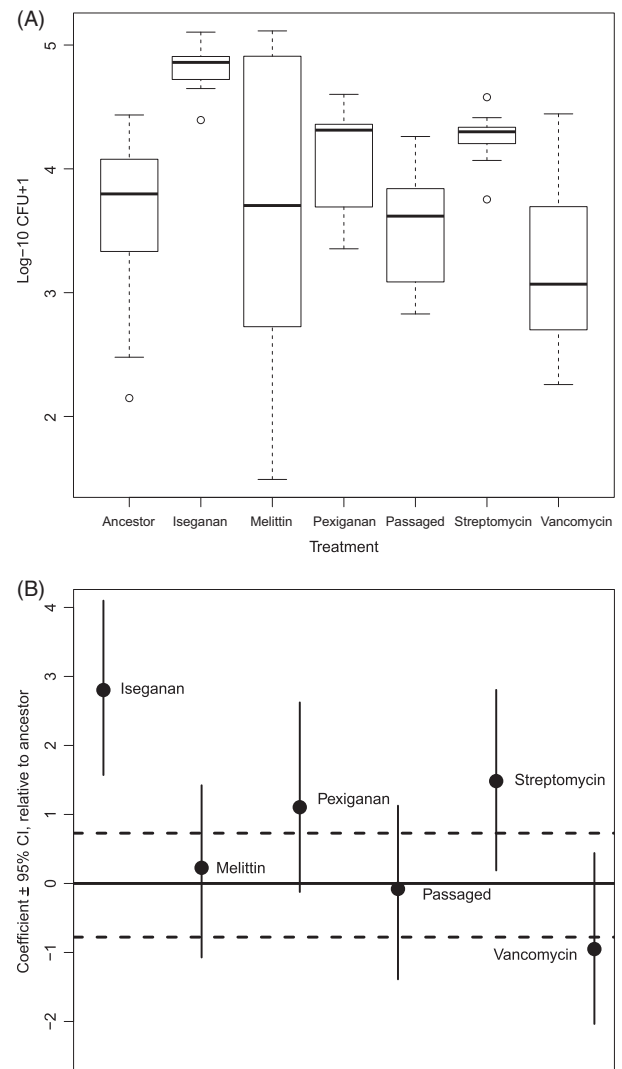 (A)
Log−10 CFU+1
5
4
3
2
Ancestor Iseganan Melittin Pexiganan Passaged Streptomycin Vancomycin
Treatment
(B)
Coefficient ± 95% CI, relative to ancestor
4
3
2
1
0
−1
−2
Iseganan
Streptomycin
Pexiganan
Melittin
Passaged
Vancomycin